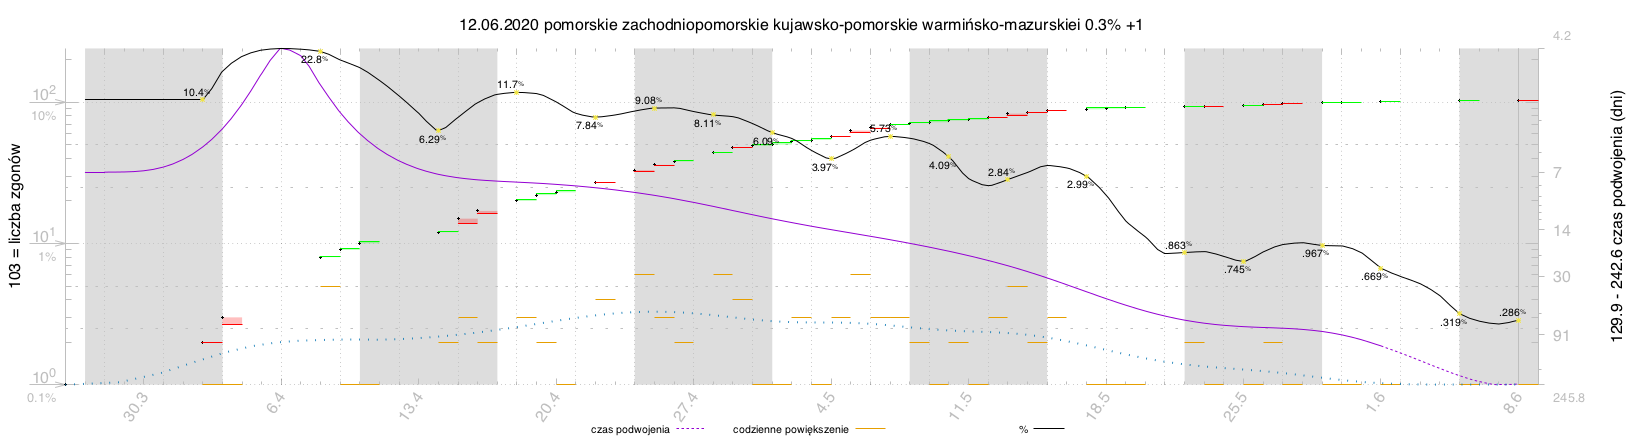 12.06.2020 pomorskie zachodniopomorskie kujawsko-pomorskie warmińsko-mazurskiei 0.3% +1
103 = liczba zgonów
10² 10% 10¹ 1% 10⁰ 0.1%
10.4% 22.8% 6.29% 11.7% 7.84% 9.08% 8.11% 6.09% 3.97% 5.73% 4.09% 2.84% 2.99% .863% .745% .967% .669% .319% .286%
4.2 7 14 30 91 245.8
129.9 - 242.6 czas podwojenia (dni)
30.3 6.4 13.4 20.4 27.4 4.5 11.5 18.5 25.5 1.6 8.6
czas podwojenia codzienne powiększenie %